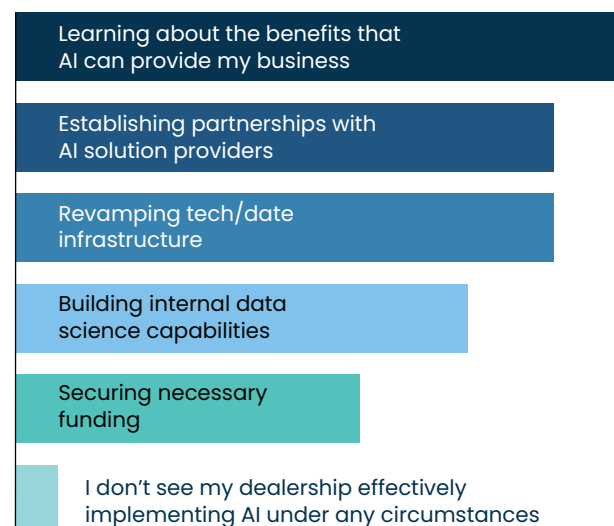 Learning about the benefits that
AI can provide my business
Establishing partnerships with
AI solution providers
Revamping tech/date
infrastructure
Building internal data
science capabilities
Securing necessary
funding
I don’t see my dealership effectively
implementing AI under any circumstances